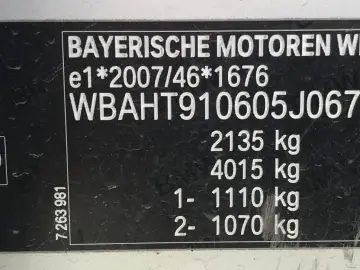 BAYERISCHE MOTOREN W
e1*2007/46*1676
WBAHT910605J067
2135 kg
4015 kg
1- 1110 kg
2- 1070 kg
7 263 981